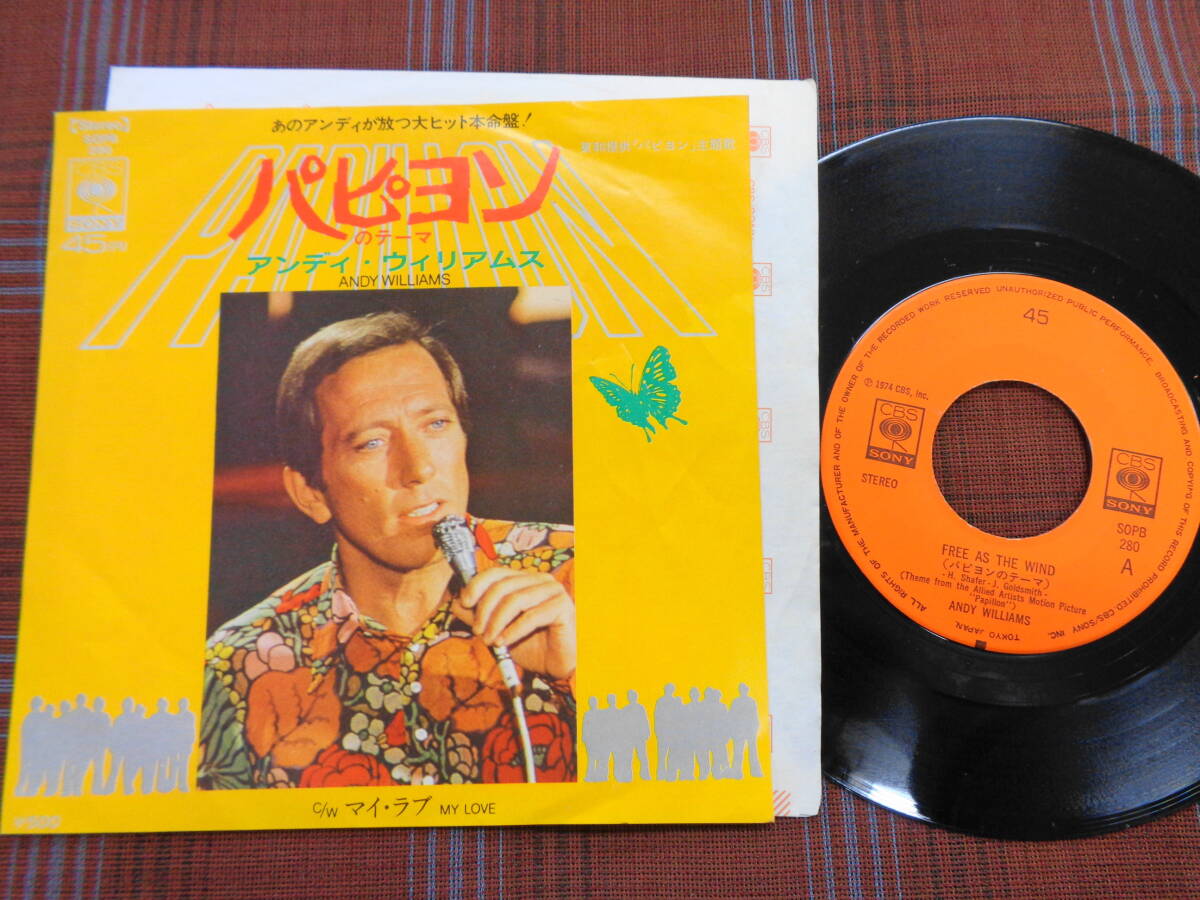 あのアンディが放つ大ヒット本命盤!
[Stereo]
SOPB
280
CBS
SONY
45
PAPILLON
東和提供「パピヨン」主題歌
パピヨン
のテーマ
アンディ・ウィリアムス
ANDY WILLIAMS
C/W マイ・ラブ MY LOVE
¥500
ALL RIGHTS OF THE MANUFACTURER AND OF THE OWNER OF THE RECORDED WORK RESERVED UNAUTHORIZED PUBLIC PERFORMANCE, BROADCASTING AND COPYING OF THIS RECORD PROHIBITED. CBS/SONY INC. TOKYO JAPAN.
45
Ⓟ 1974 CBS, Inc.
CBS
SONY
STEREO
CBS
SONY
SOPB
280
A
FREE AS THE WIND
(パピヨンのテーマ)
- H. Shafer - J. Goldsmith -
(Theme from the Allied Artists Motion Picture
"Papillon")
ANDY WILLIAMS